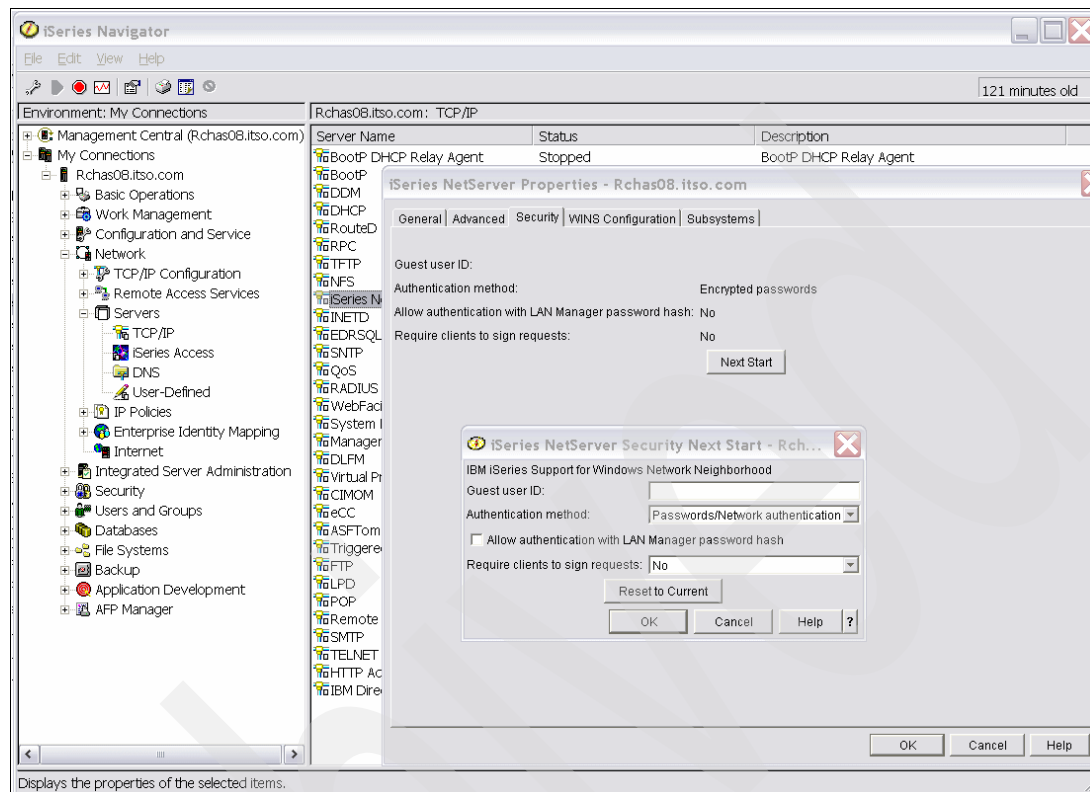 iSeries Navigator
File Edit View Help
121 minutes old
Environment: My Connections
Rchas08.itso.com: TCP/IP
Management Central (Rchas08.itso.com)
My Connections
Rchas08.itso.com
Basic Operations
Work Management
Configuration and Service
Network
TCP/IP Configuration
Remote Access Services
Servers
TCP/IP
iSeries Access
DNS
User-Defined
IP Policies
Enterprise Identity Mapping
Internet
Integrated Server Administration
Security
Users and Groups
Databases
File Systems
Backup
Application Development
AFP Manager
Server Name Status Description
BootP DHCP Relay Agent Stopped BootP DHCP Relay Agent
BootP
DDM
DHCP
RouteD
RPC
TFTP
NFS
iSeries N
INETD
EDRSQL
SNTP
QoS
RADIUS
WebFaci
System
Manager
DLFM
Virtual Pr
CIMOM
eCC
ASFTom
Triggered
FTP
LPD
POP
Remote
SMTP
TELNET
HTTP Ad
IBM Dire
iSeries NetServer Properties - Rchas08.itso.com
General Advanced Security WINS Configuration Subsystems
Guest user ID:
Authentication method: Encrypted passwords
Allow authentication with LAN Manager password hash: No
Require clients to sign requests: No
Next Start
iSeries NetServer Security Next Start - Rch...
IBM iSeries Support for Windows Network Neighborhood
Guest user ID:
Authentication method: Passwords/Network authentication
Allow authentication with LAN Manager password hash
Require clients to sign requests: No
Reset to Current
OK Cancel Help ?
OK Cancel Help
Displays the properties of the selected items.